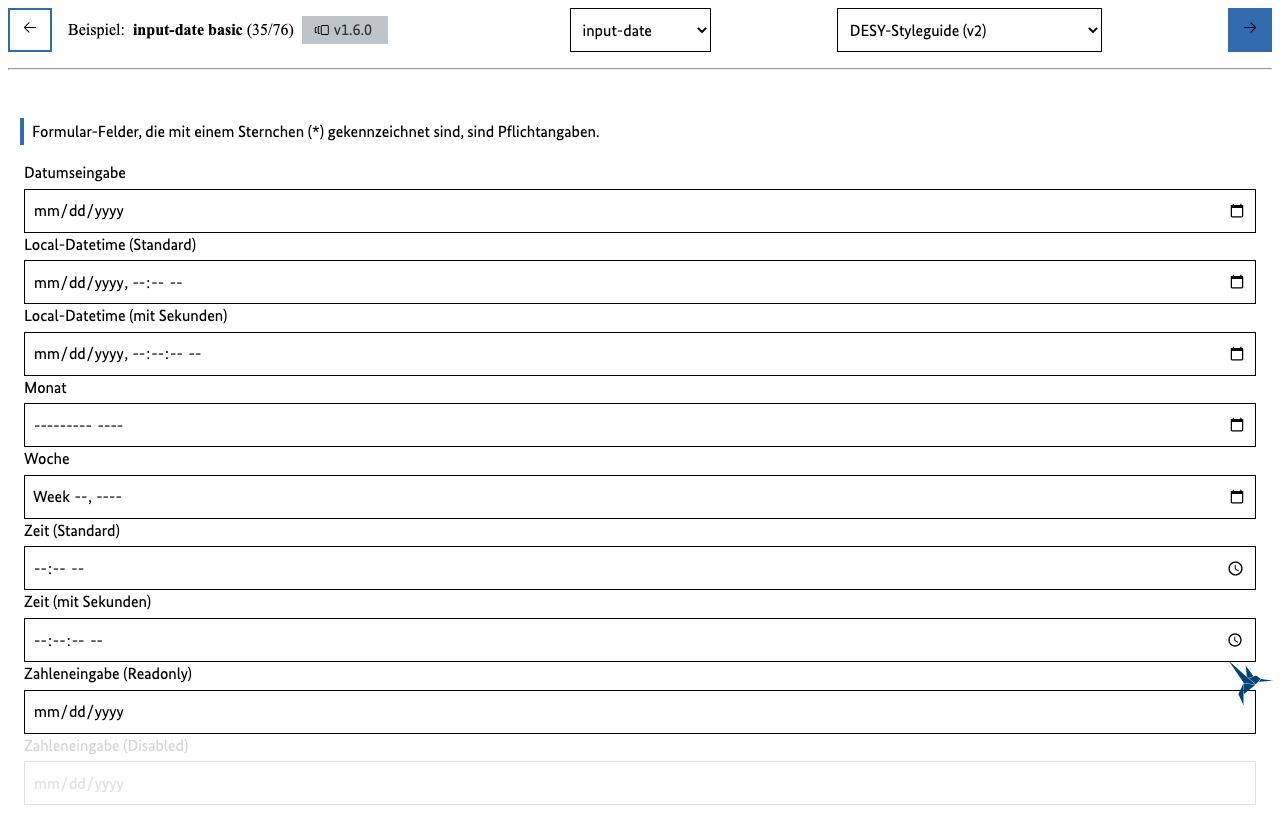 Beispiel: input-date basic (35/76) v1.6.0 input-date DESY-Styleguide (v2)
Formular-Felder, die mit einem Sternchen (*) gekennzeichnet sind, sind Pflichtangaben.
Datumseingabe
mm/dd/yyyy
Local-Datetime (Standard)
mm/dd/yyyy, --:-- --
Local-Datetime (mit Sekunden)
mm/dd/yyyy, --:--:-- --
Monat
--------- ----
Woche
Week --, ----
Zeit (Standard)
--:-- --
Zeit (mit Sekunden)
--:--:-- --
Zahleneingabe (Readonly)
mm/dd/yyyy
Zahleneingabe (Disabled)
mm/dd/yyyy